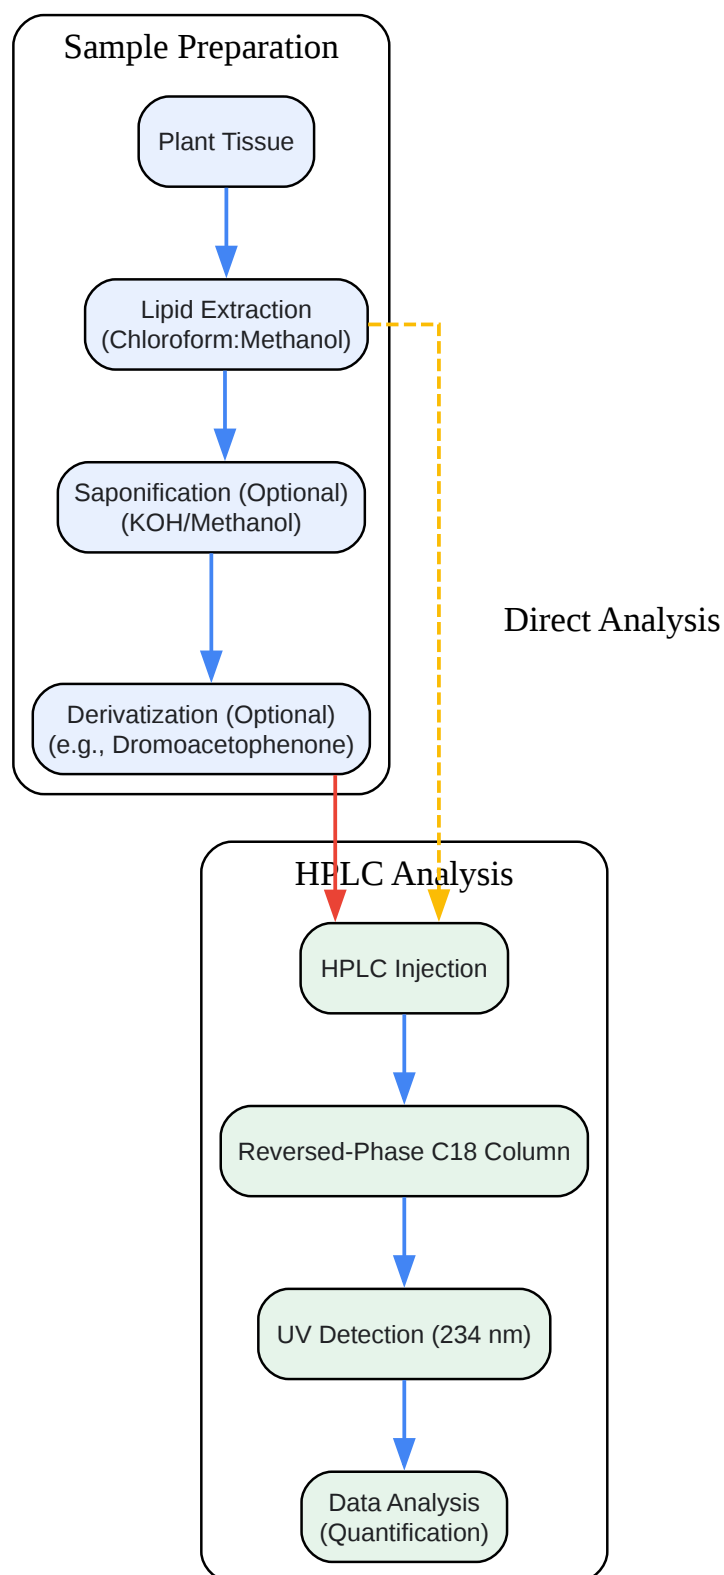 Sample Preparation
Plant Tissue
Lipid Extraction
(Chloroform:Methanol)
Saponification (Optional)
(KOH/Methanol)
Direct Analysis
Derivatization (Optional)
(e.g., Dromoacetophenone)
HPLC Analysis
HPLC Injection
Reversed-Phase C18 Column
UV Detection (234 nm)
Data Analysis
(Quantification)